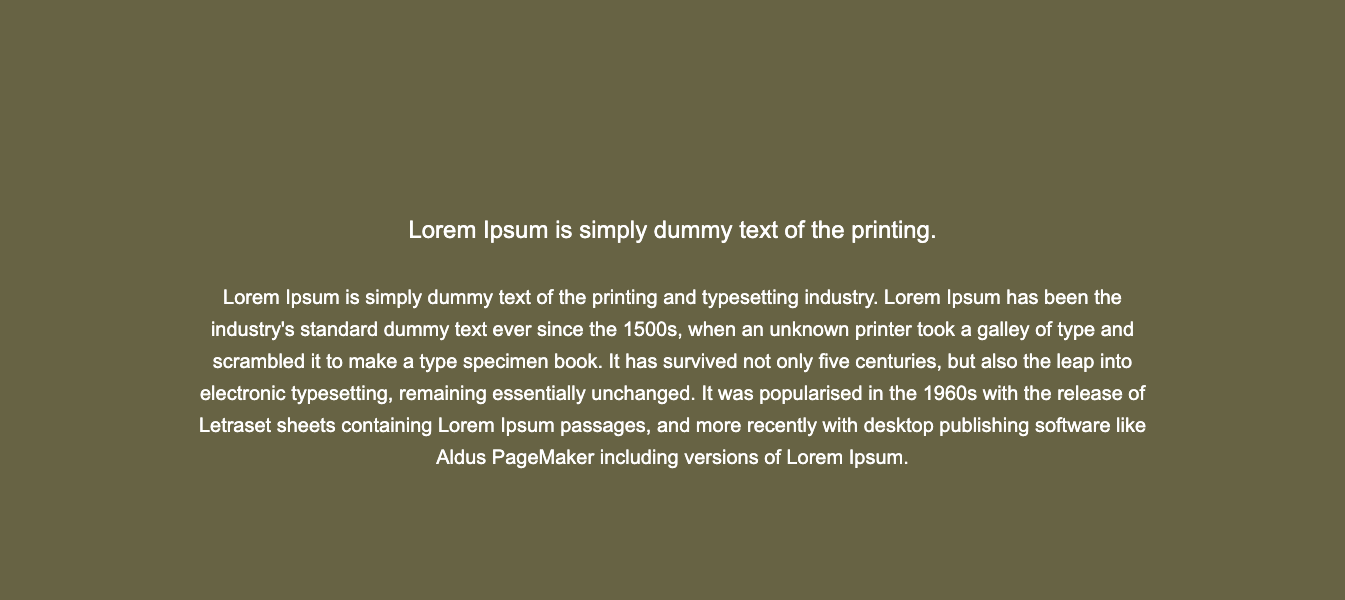 Lorem Ipsum is simply dummy text of the printing.
Lorem Ipsum is simply dummy text of the printing and typesetting industry. Lorem Ipsum has been the
industry's standard dummy text ever since the 1500s, when an unknown printer took a galley of type and
scrambled it to make a type specimen book. It has survived not only five centuries, but also the leap into
electronic typesetting, remaining essentially unchanged. It was popularised in the 1960s with the release of
Letraset sheets containing Lorem Ipsum passages, and more recently with desktop publishing software like
Aldus PageMaker including versions of Lorem Ipsum.